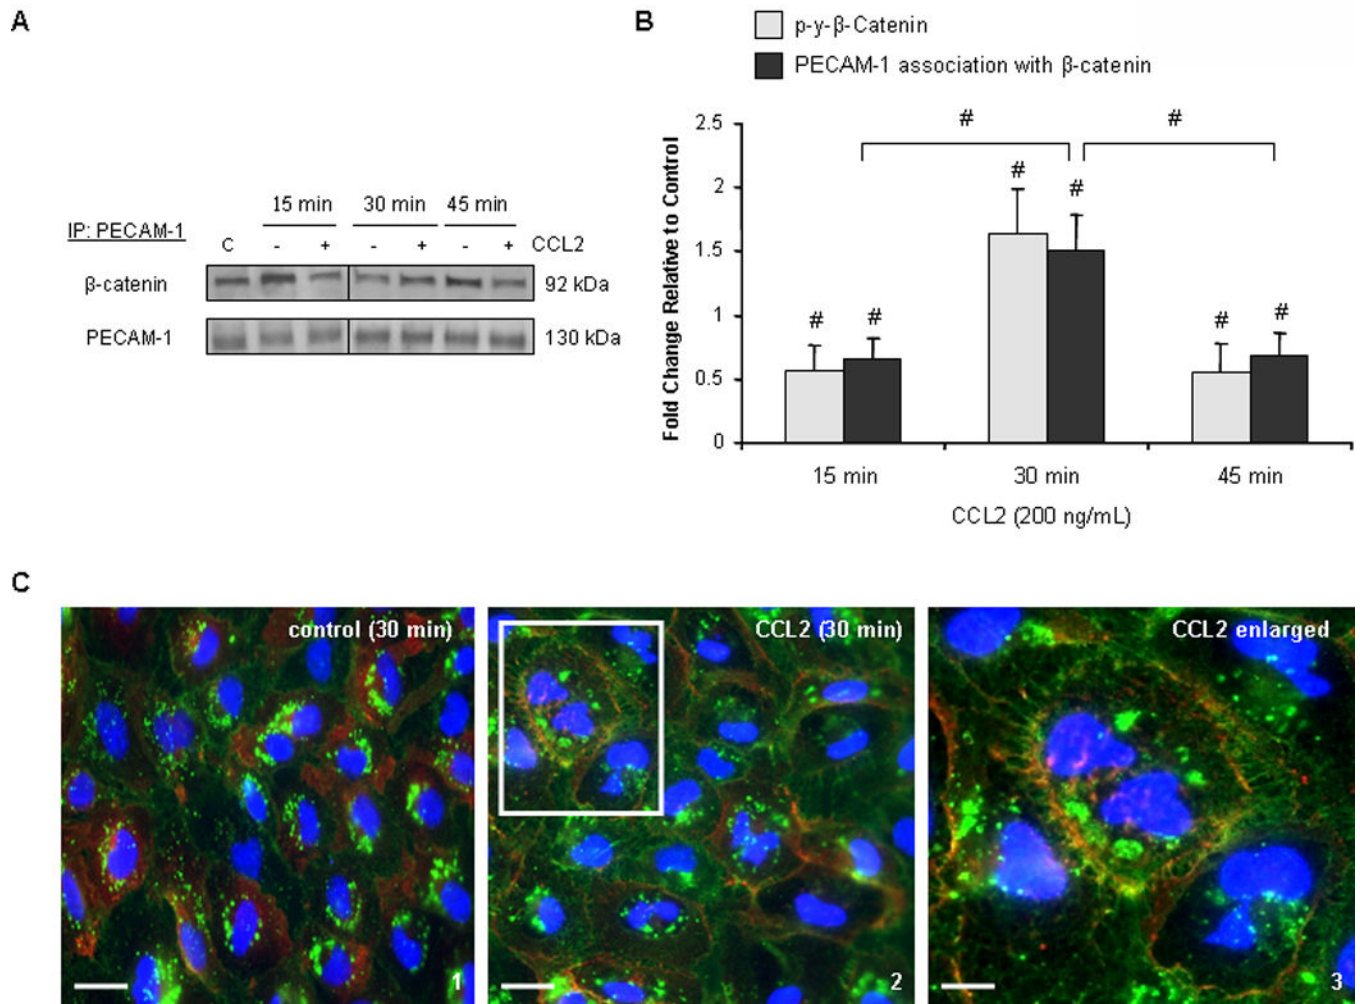 A
15 min 30 min 45 min
IP: PECAM-1
C - + - + - + CCL2
β-catenin 92 kDa
PECAM-1 130 kDa
B
p-y-β-Catenin
PECAM-1 association with β-catenin
Fold Change Relative to Control
2.5
2
1.5
1
0.5
0
# #
# #
# #
# #
15 min 30 min 45 min
CCL2 (200 ng/mL)
C
control (30 min)
1
CCL2 (30 min)
2
CCL2 enlarged
3